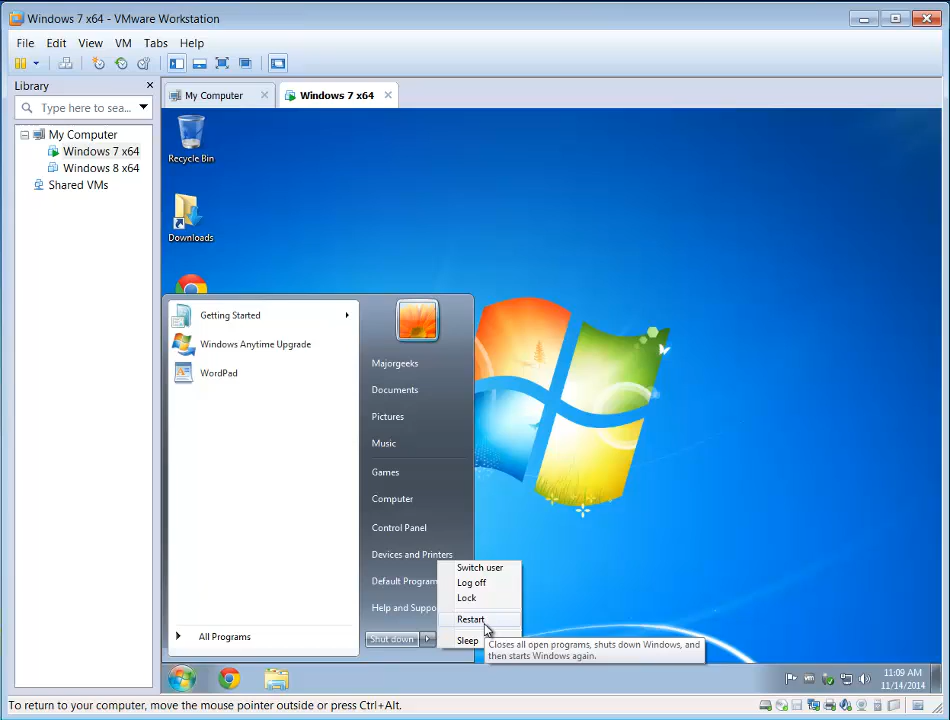 Windows 7 x64 - VMware Workstation
File Edit View VM Tabs Help
Library
Type here to sea...
My Computer
Windows 7 x64
Windows 8 x64
Shared VMs
My Computer
Windows 7 x64
Recycle Bin
Downloads
Getting Started
Windows Anytime Upgrade
WordPad
All Programs
Majorgeeks
Documents
Pictures
Music
Games
Computer
Control Panel
Devices and Printers
Default Program
Help and Suppo
Shut down
Switch user
Log off
Lock
Restart
Sleep
Closes all open programs, shuts down Windows, and
then starts Windows again.
11:09 AM
11/14/2014
To return to your computer, move the mouse pointer outside or press Ctrl+Alt.